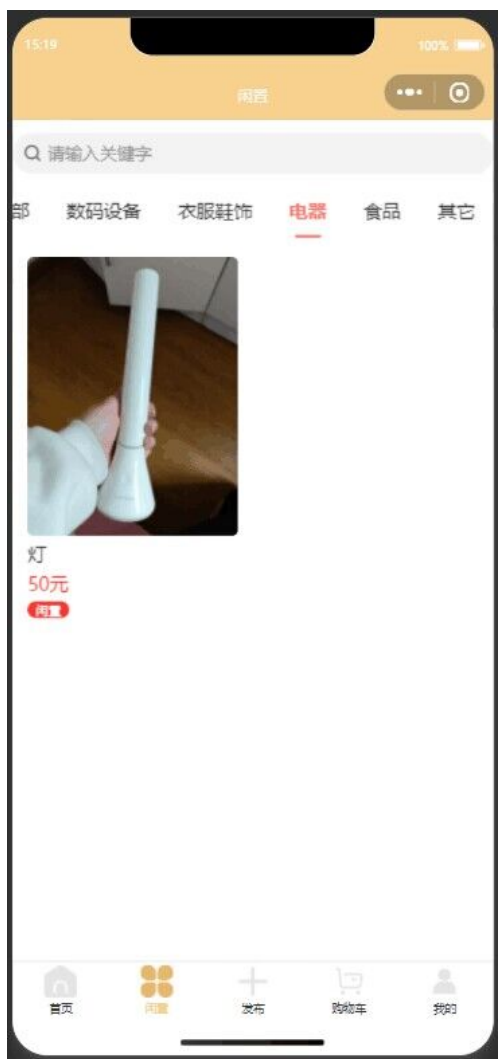 15:19 100%
闲置
请输入关键字
部 数码设备 衣服鞋饰 电器 食品 其它
灯
50元
闲置
首页 闲置 发布 购物车 我的